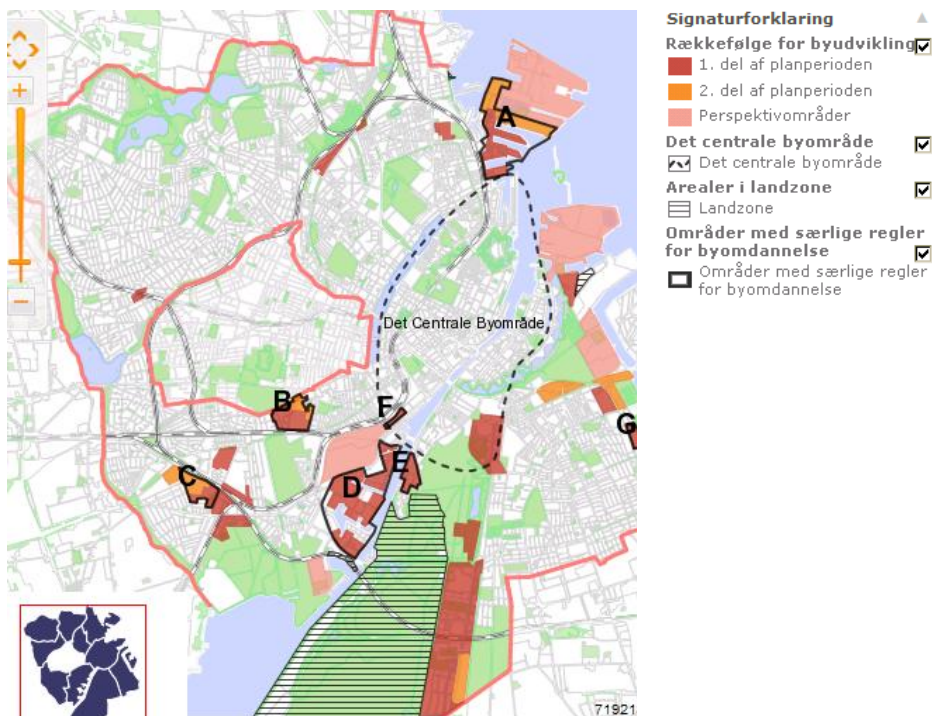 Signaturforklaring
Rækkefølge for byudvikling
1. del af planperioden
2. del af planperioden
Perspektivområder
Det centrale byområde
Det centrale byområde
Arealer i landzone
Landzone
Områder med særlige regler
for byomdannelse
Områder med særlige regler
for byomdannelse
A
Det Centrale Byområde
B
F
G
C
D
E
71921